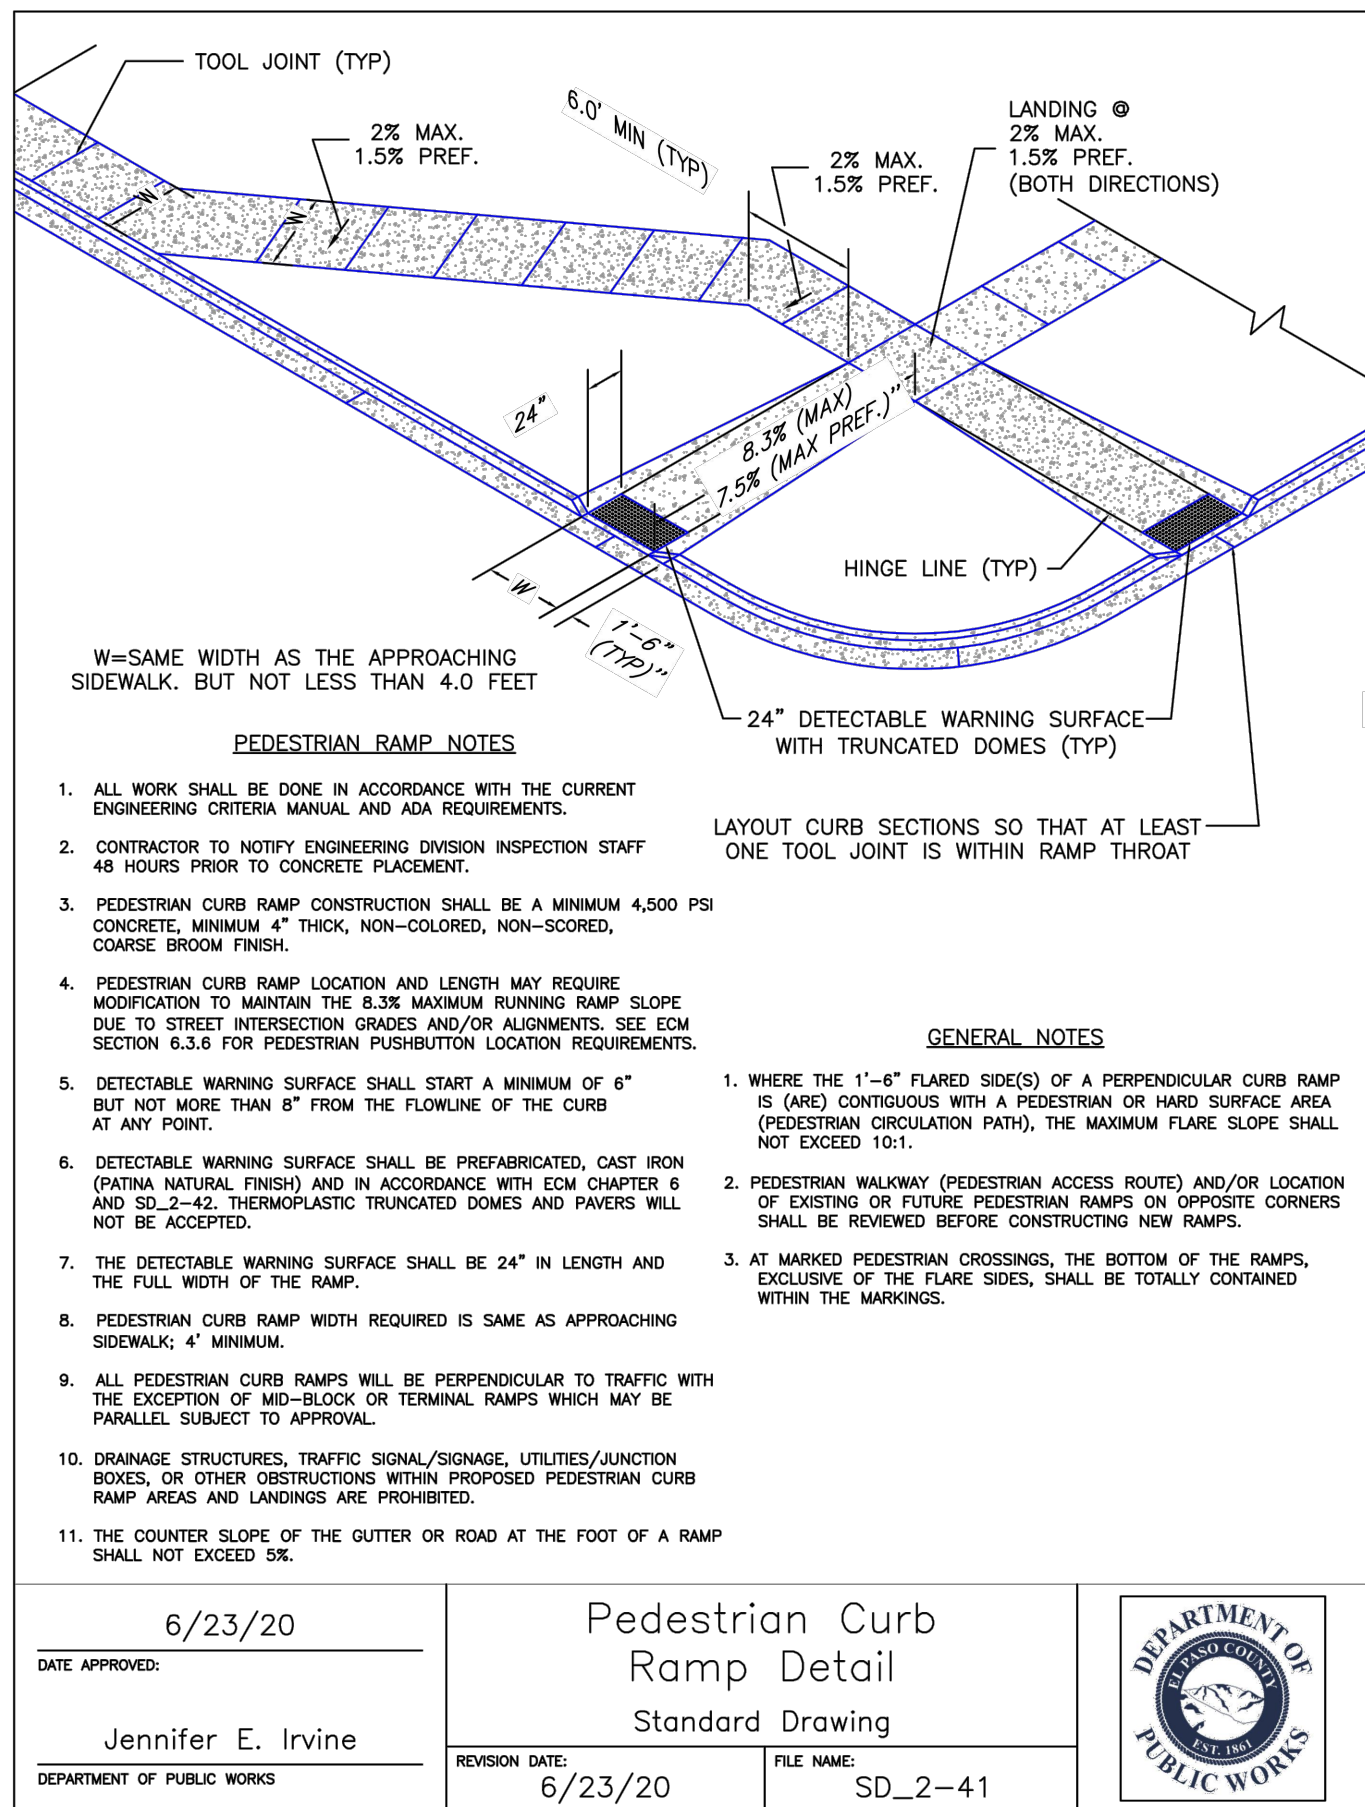 TOOL JOINT (TYP)
2% MAX.
1.5% PREF.
6.0' MIN (TYP)
2% MAX.
1.5% PREF.
LANDING @
2% MAX.
1.5% PREF.
(BOTH DIRECTIONS)
W
W
24"
8.3% (MAX)
7.5% (MAX PREF.)"
HINGE LINE (TYP)
W
1'-6"
(TYP)"
W=SAME WIDTH AS THE APPROACHING
SIDEWALK. BUT NOT LESS THAN 4.0 FEET
24" DETECTABLE WARNING SURFACE
WITH TRUNCATED DOMES (TYP)
LAYOUT CURB SECTIONS SO THAT AT LEAST
ONE TOOL JOINT IS WITHIN RAMP THROAT
PEDESTRIAN RAMP NOTES
1. ALL WORK SHALL BE DONE IN ACCORDANCE WITH THE CURRENT
ENGINEERING CRITERIA MANUAL AND ADA REQUIREMENTS.
2. CONTRACTOR TO NOTIFY ENGINEERING DIVISION INSPECTION STAFF
48 HOURS PRIOR TO CONCRETE PLACEMENT.
3. PEDESTRIAN CURB RAMP CONSTRUCTION SHALL BE A MINIMUM 4,500 PSI
CONCRETE, MINIMUM 4" THICK, NON-COLORED, NON-SCORED,
COARSE BROOM FINISH.
4. PEDESTRIAN CURB RAMP LOCATION AND LENGTH MAY REQUIRE
MODIFICATION TO MAINTAIN THE 8.3% MAXIMUM RUNNING RAMP SLOPE
DUE TO STREET INTERSECTION GRADES AND/OR ALIGNMENTS. SEE ECM
SECTION 6.3.6 FOR PEDESTRIAN PUSHBUTTON LOCATION REQUIREMENTS.
5. DETECTABLE WARNING SURFACE SHALL START A MINIMUM OF 6"
BUT NOT MORE THAN 8" FROM THE FLOWLINE OF THE CURB
AT ANY POINT.
6. DETECTABLE WARNING SURFACE SHALL BE PREFABRICATED, CAST IRON
(PATINA NATURAL FINISH) AND IN ACCORDANCE WITH ECM CHAPTER 6
AND SD_2-42. THERMOPLASTIC TRUNCATED DOMES AND PAVERS WILL
NOT BE ACCEPTED.
7. THE DETECTABLE WARNING SURFACE SHALL BE 24" IN LENGTH AND
THE FULL WIDTH OF THE RAMP.
8. PEDESTRIAN CURB RAMP WIDTH REQUIRED IS SAME AS APPROACHING
SIDEWALK; 4' MINIMUM.
9. ALL PEDESTRIAN CURB RAMPS WILL BE PERPENDICULAR TO TRAFFIC WITH
THE EXCEPTION OF MID-BLOCK OR TERMINAL RAMPS WHICH MAY BE
PARALLEL SUBJECT TO APPROVAL.
10. DRAINAGE STRUCTURES, TRAFFIC SIGNAL/SIGNAGE, UTILITIES/JUNCTION
BOXES, OR OTHER OBSTRUCTIONS WITHIN PROPOSED PEDESTRIAN CURB
RAMP AREAS AND LANDINGS ARE PROHIBITED.
11. THE COUNTER SLOPE OF THE GUTTER OR ROAD AT THE FOOT OF A RAMP
SHALL NOT EXCEED 5%.
GENERAL NOTES
1. WHERE THE 1'-6" FLARED SIDE(S) OF A PERPENDICULAR CURB RAMP
IS (ARE) CONTIGUOUS WITH A PEDESTRIAN OR HARD SURFACE AREA
(PEDESTRIAN CIRCULATION PATH), THE MAXIMUM FLARE SLOPE SHALL
NOT EXCEED 10:1.
2. PEDESTRIAN WALKWAY (PEDESTRIAN ACCESS ROUTE) AND/OR LOCATION
OF EXISTING OR FUTURE PEDESTRIAN RAMPS ON OPPOSITE CORNERS
SHALL BE REVIEWED BEFORE CONSTRUCTING NEW RAMPS.
3. AT MARKED PEDESTRIAN CROSSINGS, THE BOTTOM OF THE RAMPS,
EXCLUSIVE OF THE FLARE SIDES, SHALL BE TOTALLY CONTAINED
WITHIN THE MARKINGS.
6/23/20
DATE APPROVED:
Jennifer E. Irvine
DEPARTMENT OF PUBLIC WORKS
Pedestrian Curb
Ramp Detail
Standard Drawing
REVISION DATE:
6/23/20
FILE NAME:
SD_2-41
DEPARTMENT OF
EL PASO COUNTY
EST. 1861
PUBLIC WORKS